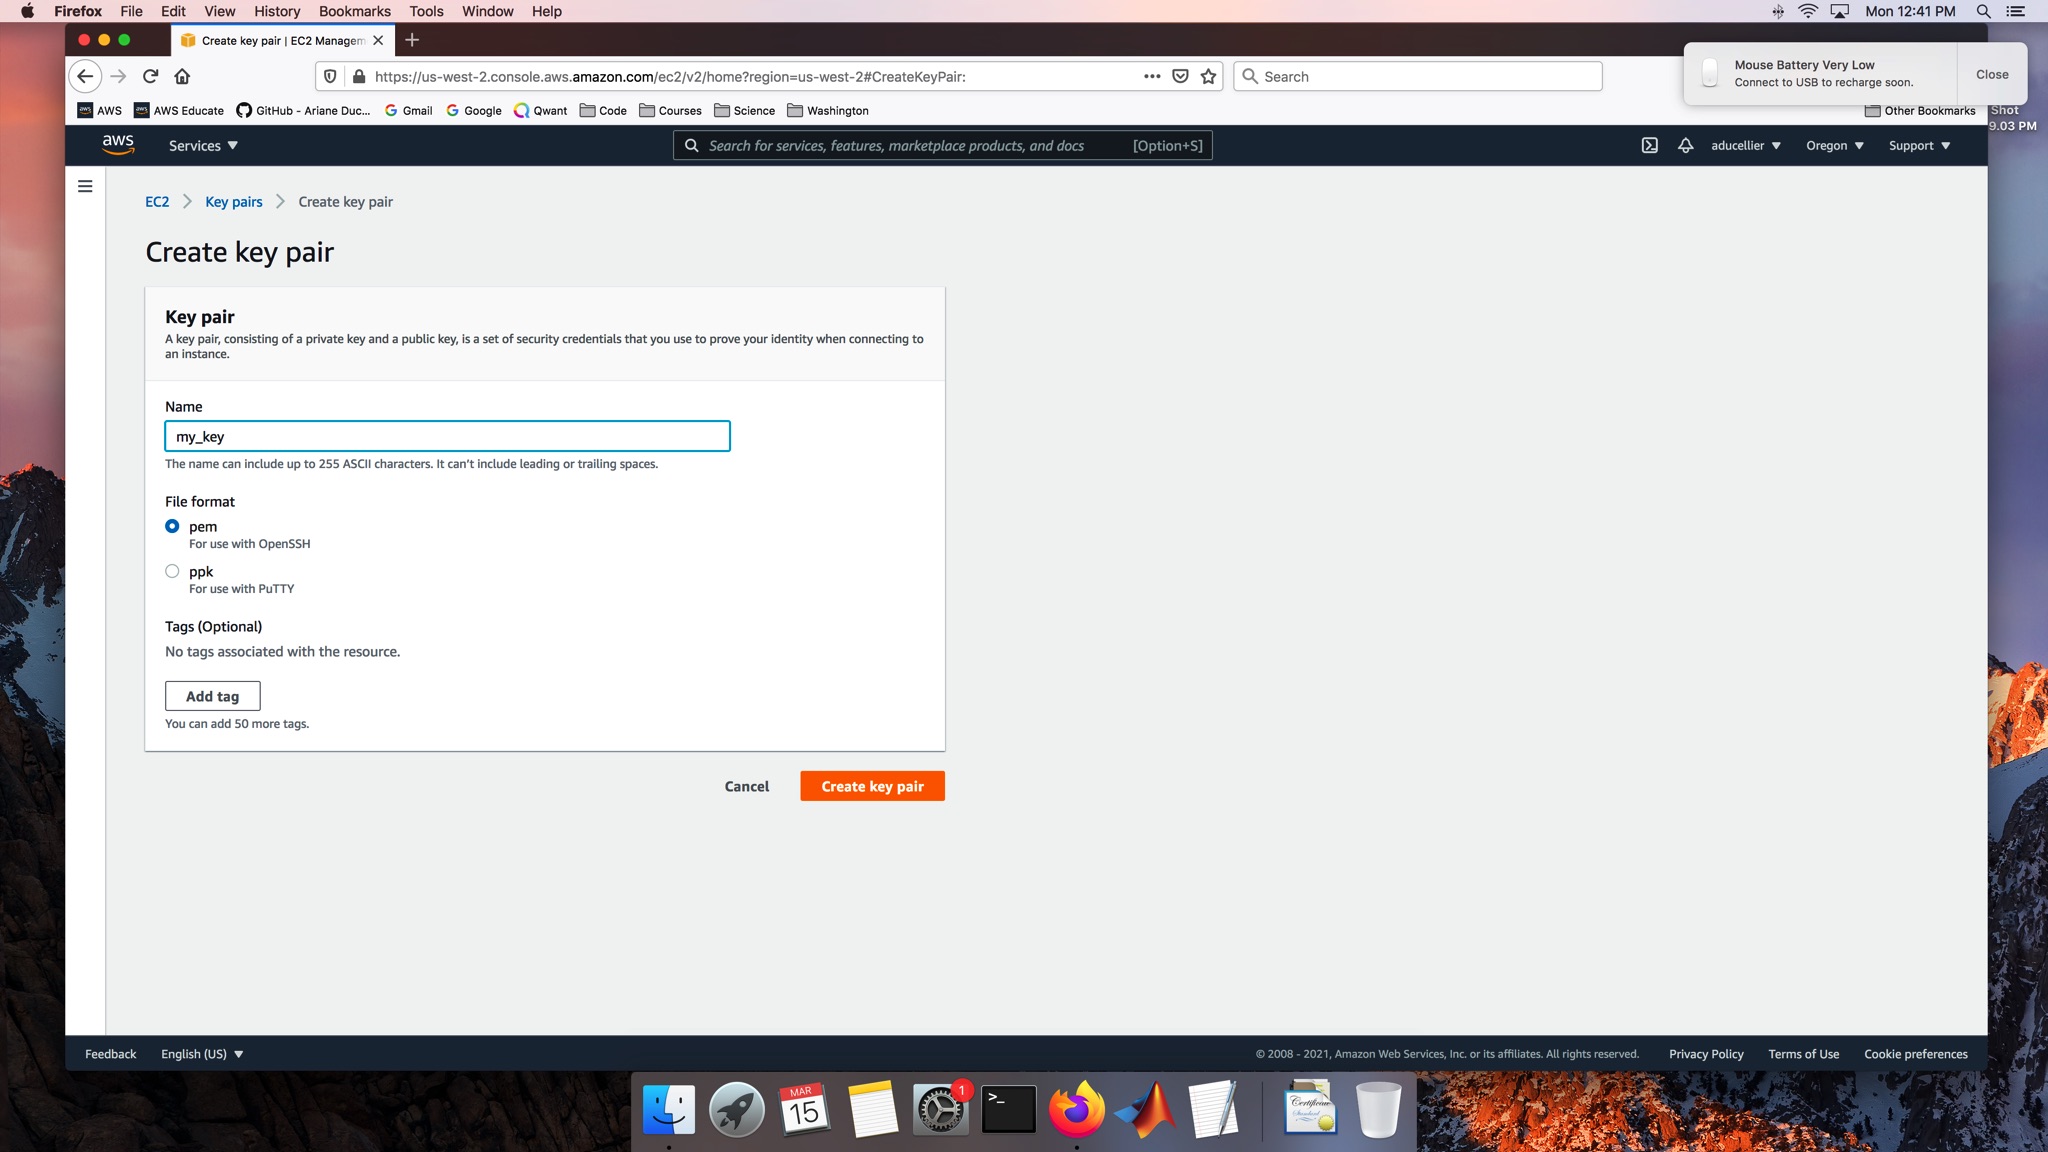 Firefox File Edit View History Bookmarks Tools Window Help
Mon 12:41 PM
Create key pair | EC2 Managem
https://us-west-2.console.aws.amazon.com/ec2/v2/home?region=us-west-2#CreateKeyPair:
Search
Mouse Battery Very Low
Connect to USB to recharge soon.
Close
Shot
9.03 PM
AWS AWS Educate GitHub - Ariane Duc... Gmail Google Qwant Code Courses Science Washington Other Bookmarks
aws Services Search for services, features, marketplace products, and docs [Option+S] aducellier Oregon Support
EC2 Key pairs Create key pair
Create key pair
Key pair
A key pair, consisting of a private key and a public key, is a set of security credentials that you use to prove your identity when connecting to
an instance.
Name
my_key
The name can include up to 255 ASCII characters. It can't include leading or trailing spaces.
File format
pem
For use with OpenSSH
ppk
For use with PuTTY
Tags (Optional)
No tags associated with the resource.
Add tag
You can add 50 more tags.
Cancel Create key pair
Feedback English (US) © 2008 - 2021, Amazon Web Services, Inc. or its affiliates. All rights reserved. Privacy Policy Terms of Use Cookie preferences
MAR
15
1
>_
Certificate
Standard